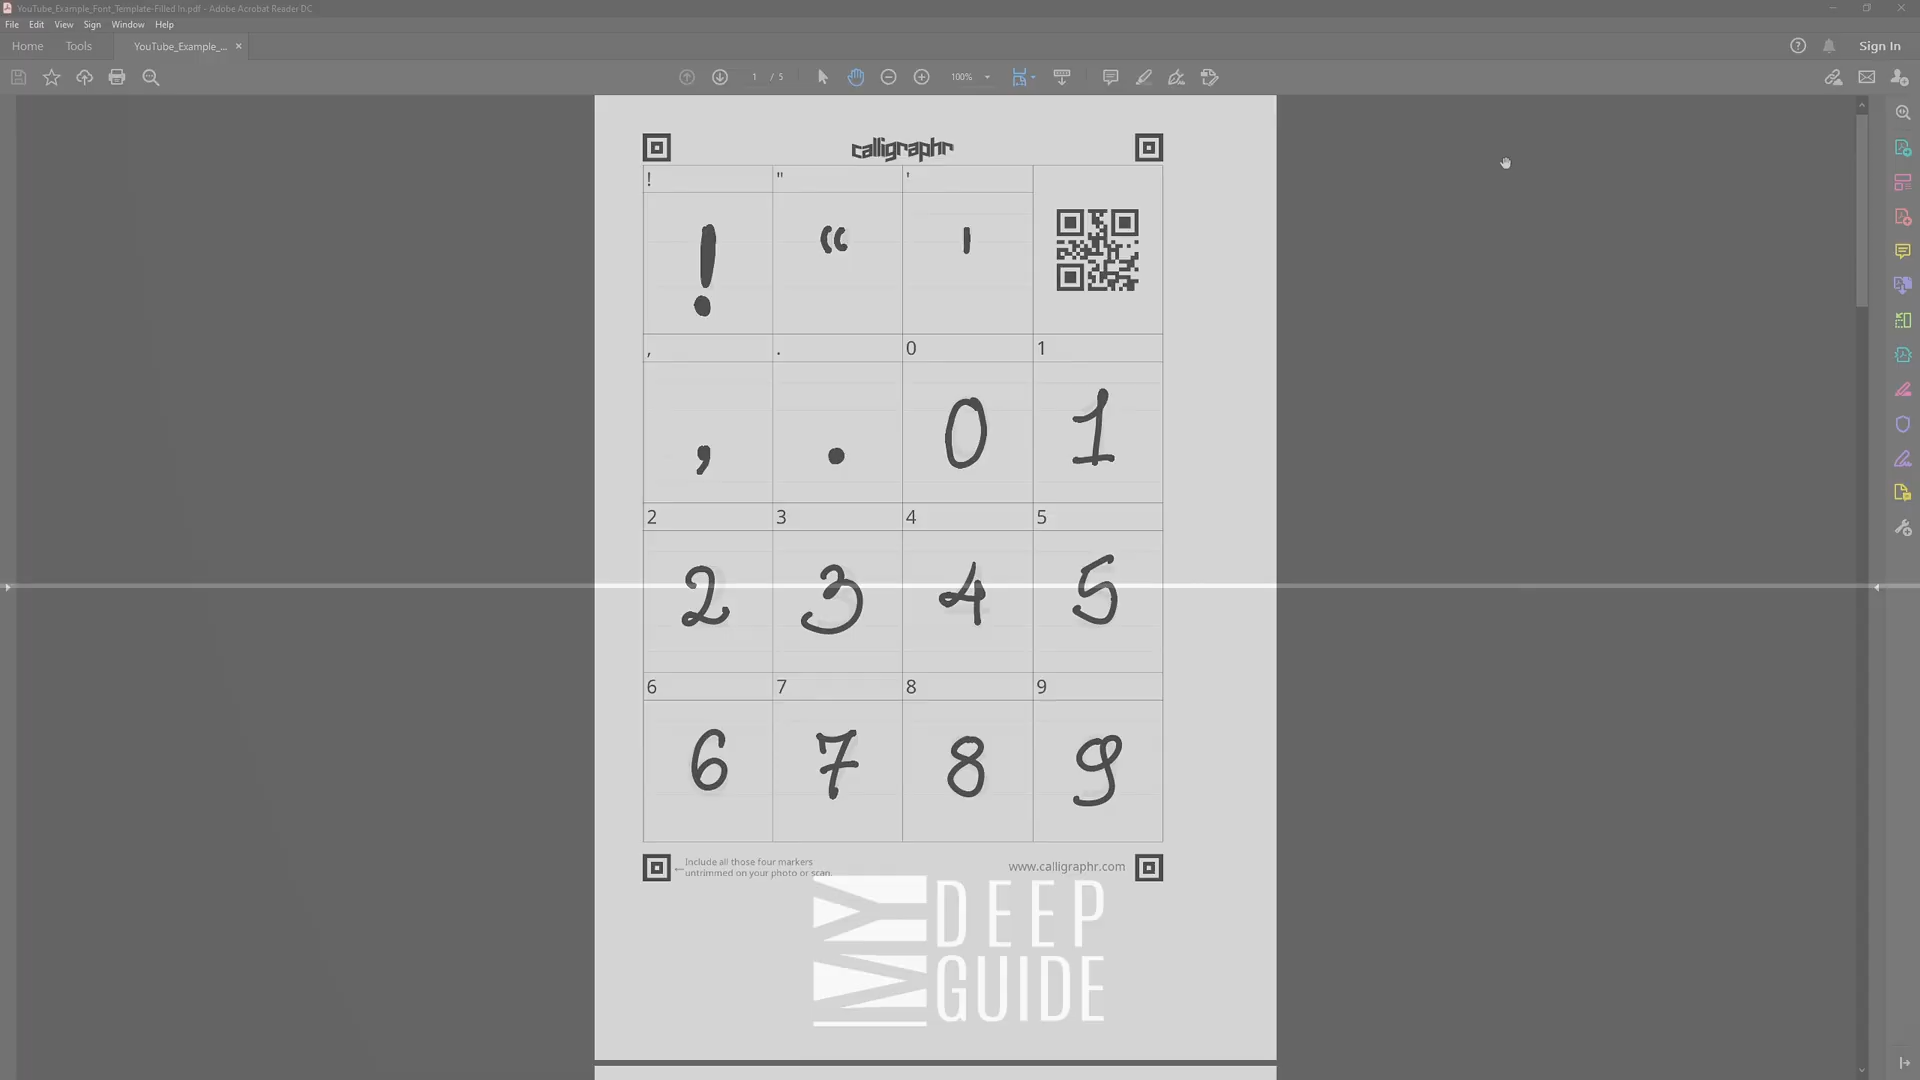 YouTube_Example_Font_Template-Filled In.pdf - Adobe Acrobat Reader DC
File Edit View Sign Window Help
Home Tools YouTube_Example_... × Sign In
1 / 5 100%
calligraphr
! " '
! “ '
, . 0 1
, . 0 1
2 3 4 5
2 3 4 5
6 7 8 9
6 7 8 9
←Include all those four markers
untrimmed on your photo or scan.
www.calligraphr.com
MY DEEP
GUIDE